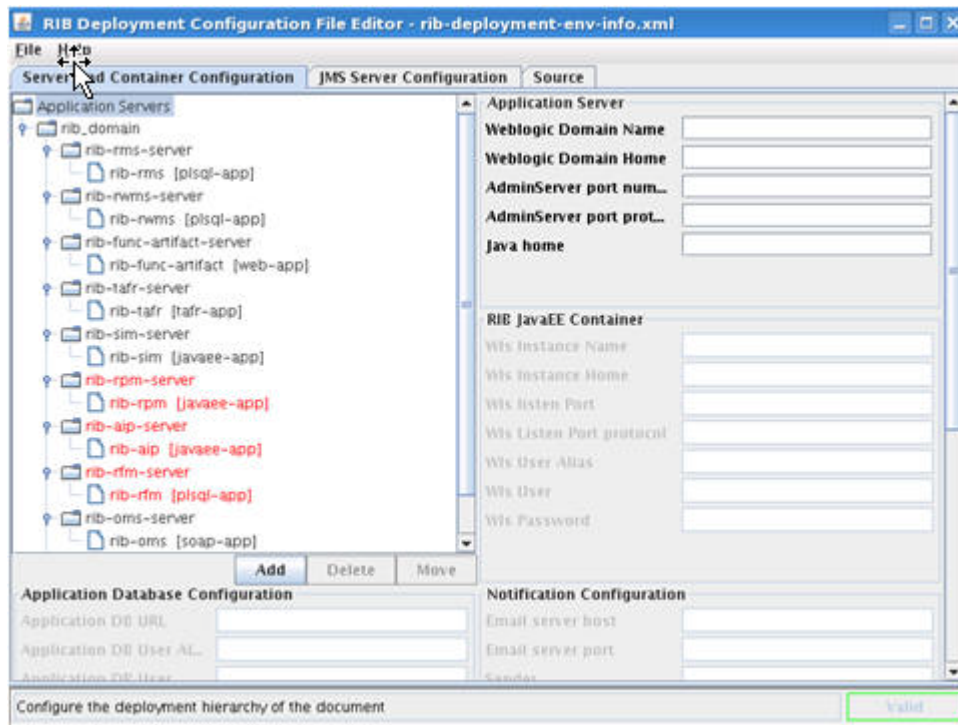 RIB Deployment Configuration File Editor - rib-deployment-env-info.xml
File Help
Server and Container Configuration JMS Server Configuration Source
Application Servers
rib_domain
rib-rms-server
rib-rms [plsql-app]
rib-rwms-server
rib-rwms [plsql-app]
rib-func-artifact-server
rib-func-artifact [web-app]
rib-tafr-server
rib-tafr [tafr-app]
rib-sim-server
rib-sim [javaee-app]
rib-rpm-server
rib-rpm [javaee-app]
rib-aip-server
rib-aip [javaee-app]
rib-rfm-server
rib-rfm [plsql-app]
rib-oms-server
rib-oms [soap-app]
Add Delete Move
Application Database Configuration
Application DB URL
Application DB User AL..
Application DB User
Application Server
Weblogic Domain Name
Weblogic Domain Home
AdminServer port num...
AdminServer port prot...
Java home
RIB JavaEE Container
Wls Instance Name
Wls Instance Home
Wls listen Port
Wls Listen Port protocol
Wls User Alias
Wls User
Wls Password
Notification Configuration
Email server host
Email server port
Sender
Configure the deployment hierarchy of the document
Valid